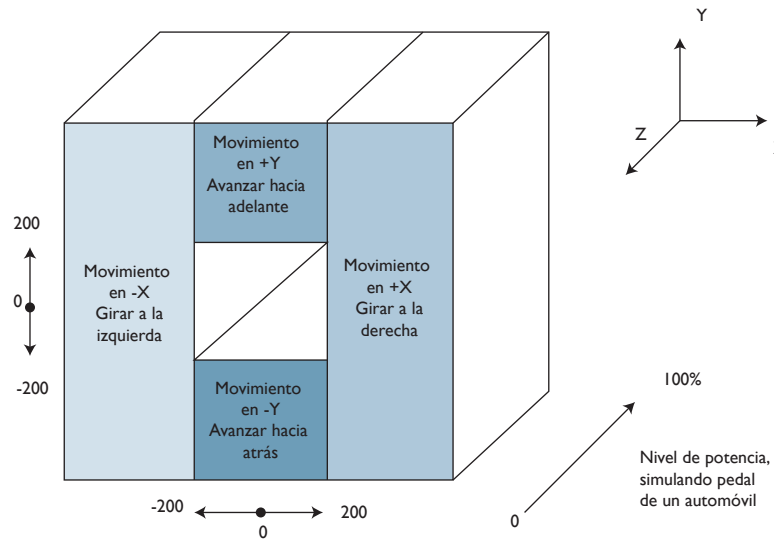 Y
Z
Movimiento
en +Y
Avanzar hacia
adelante
200
0
-200
Movimiento
en -X
Girar a la
izquierda
Movimiento
en +X
Girar a la
derecha
Movimiento
en -Y
Avanzar hacia
atrás
-200
0
200
100%
0
Nivel de potencia,
simulando pedal
de un automóvil